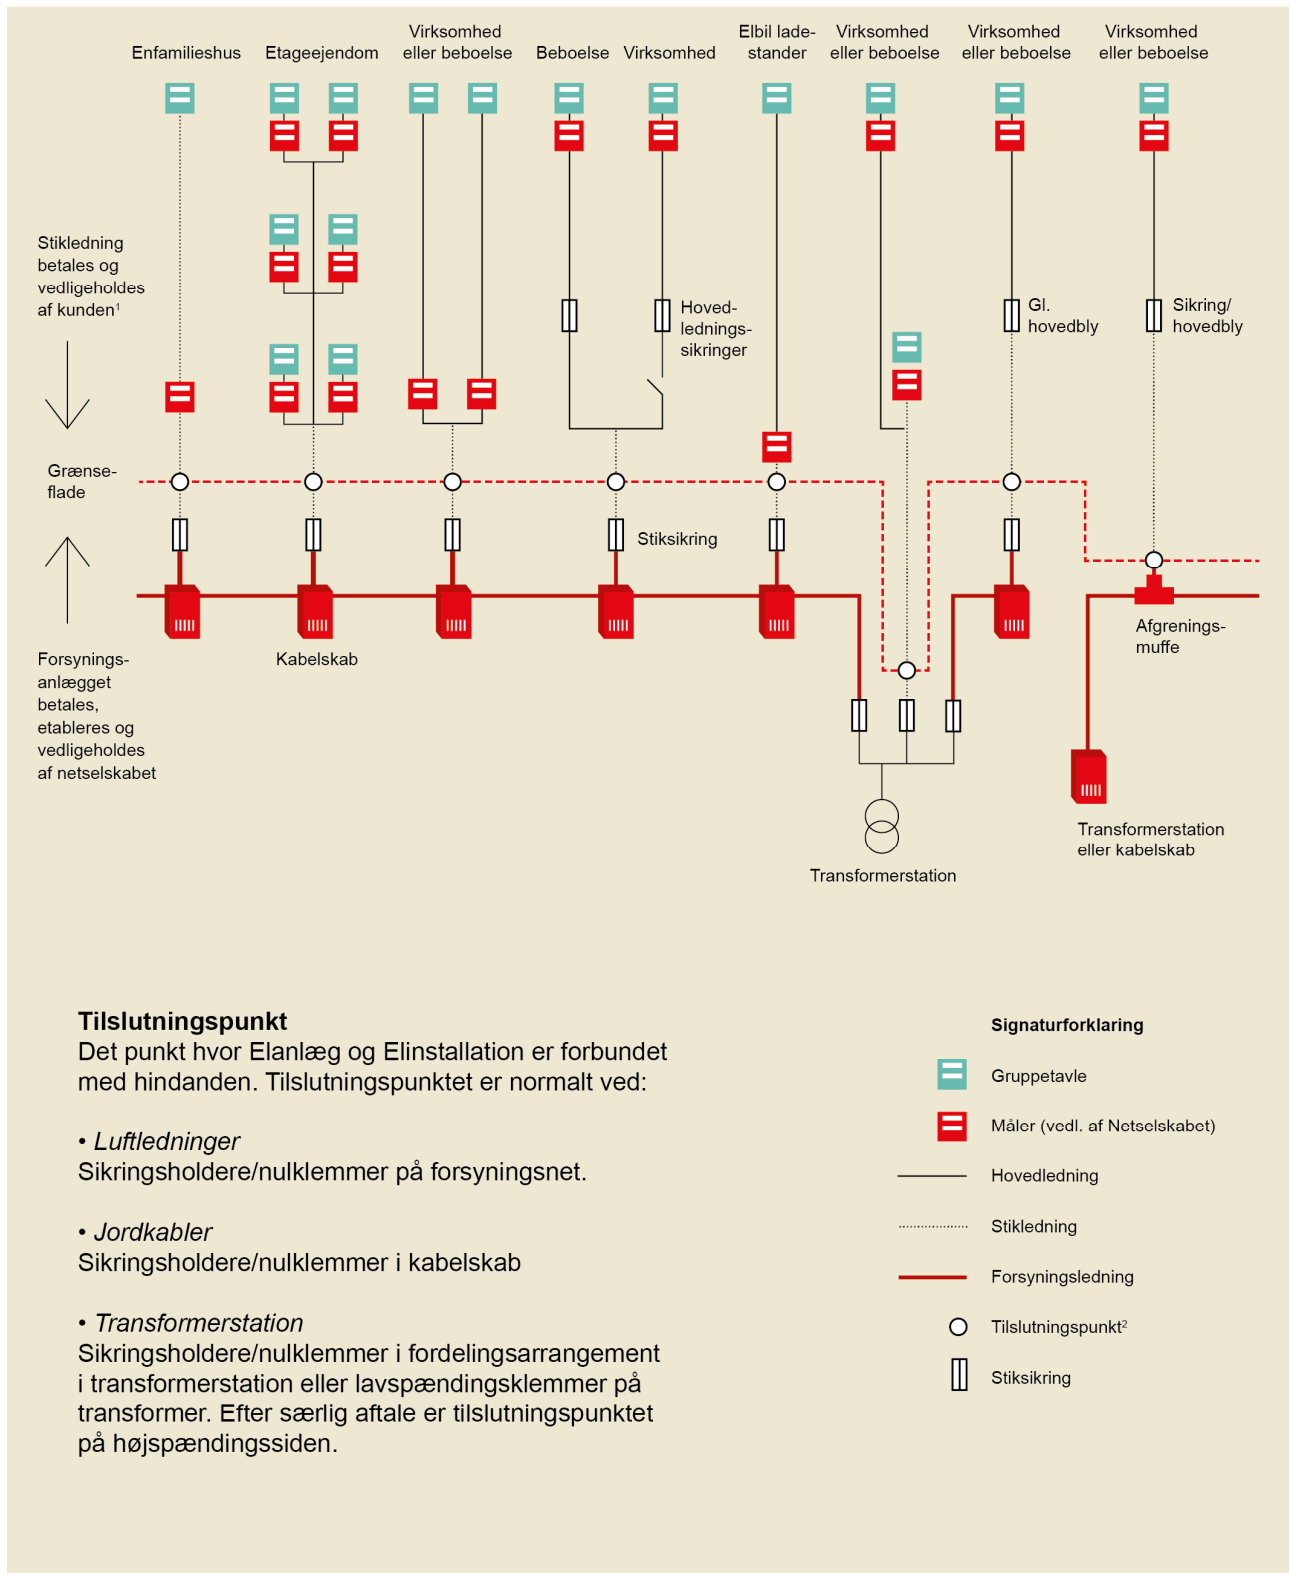 Enfamilieshus
Etageejendom
Virksomhed
eller beboelse
Beboelse
Virksomhed
Elbil lade-
stander
Virksomhed
eller beboelse
Virksomhed
eller beboelse
Virksomhed
eller beboelse
Stikledning
betales og
vedligeholdes
af kunden¹
Hoved-
lednings-
sikringer
Gl.
hovedbly
Sikring/
hovedbly
Grænse-
flade
Stiksikring
Forsynings-
anlægget
betales,
etableres og
vedligeholdes
af netselskabet
Kabelskab
Afgrenings-
muffe
Transformerstation
Transformerstation
eller kabelskab
Tilslutningspunkt
Det punkt hvor Elanlæg og Elinstallation er forbundet
med hindanden. Tilslutningspunktet er normalt ved:
• Luftledninger
Sikringsholdere/nulklemmer på forsyningsnet.
• Jordkabler
Sikringsholdere/nulklemmer i kabelskab
• Transformerstation
Sikringsholdere/nulklemmer i fordelingsarrangement
i transformerstation eller lavspændingsklemmer på
transformer. Efter særlig aftale er tilslutningspunktet
på højspændingssiden.
Signaturforklaring
Gruppetavle
Måler (vedl. af Netselskabet)
Hovedledning
Stikledning
Forsyningsledning
Tilslutningspunkt²
Stiksikring